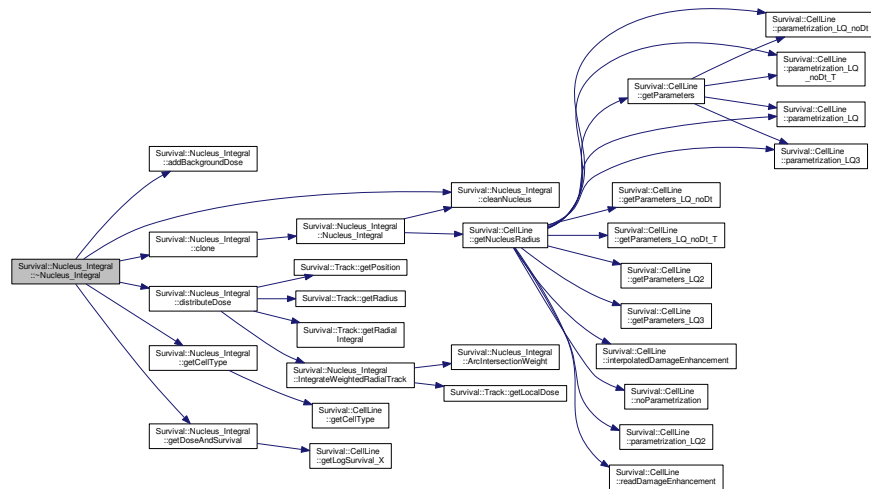 Survival::Nucleus_Integral
::~Nucleus_Integral
Survival::Nucleus_Integral
::addBackgroundDose
Survival::Nucleus_Integral
::clone
Survival::Nucleus_Integral
::distributeDose
Survival::Nucleus_Integral
::getCellType
Survival::Nucleus_Integral
::getDoseAndSurvival
Survival::Nucleus_Integral
::Nucleus_Integral
Survival::Track::getPosition
Survival::Track::getRadius
Survival::Track::getRadial
Integral
Survival::Nucleus_Integral
::IntegrateWeightedRadialTrack
Survival::CellLine
::getCellType
Survival::CellLine
::getLogSurvival_X
Survival::Nucleus_Integral
::cleanNucleus
Survival::CellLine
::getNucleusRadius
Survival::Nucleus_Integral
::ArcIntersectionWeight
Survival::Track::getLocalDose
Survival::CellLine
::getParameters
Survival::CellLine
::getParameters_LQ_noDt
Survival::CellLine
::getParameters_LQ_noDt_T
Survival::CellLine
::getParameters_LQ2
Survival::CellLine
::getParameters_LQ3
Survival::CellLine
::interpolatedDamageEnhancement
Survival::CellLine
::noParametrization
Survival::CellLine
::parametrization_LQ2
Survival::CellLine
::readDamageEnhancement
Survival::CellLine
::parametrization_LQ_noDt
Survival::CellLine
::parametrization_LQ
_noDt_T
Survival::CellLine
::parametrization_LQ
Survival::CellLine
::parametrization_LQ3